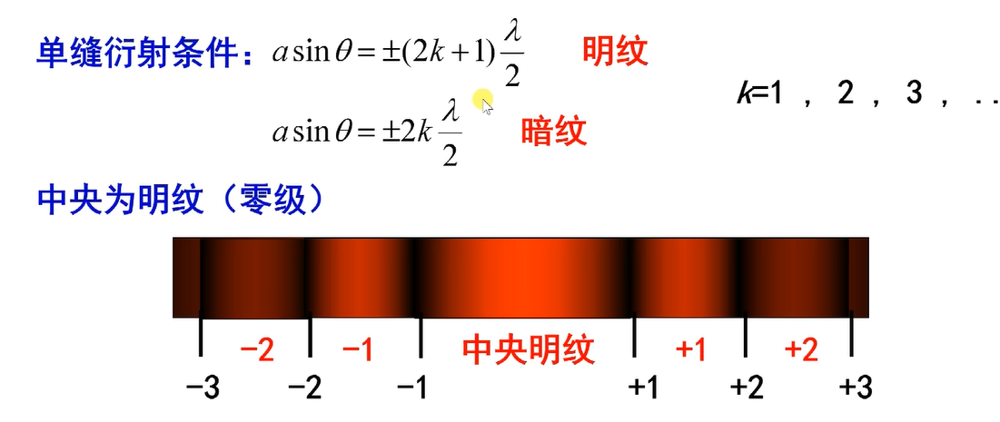 单缝衍射条件：a sin θ = ±(2k+1) λ/2 明纹
k=1 , 2 , 3 , ..
a sin θ = ±2k λ/2 暗纹
中央为明纹（零级）
-2 -1 中央明纹 +1 +2
-3 -2 -1 +1 +2 +3